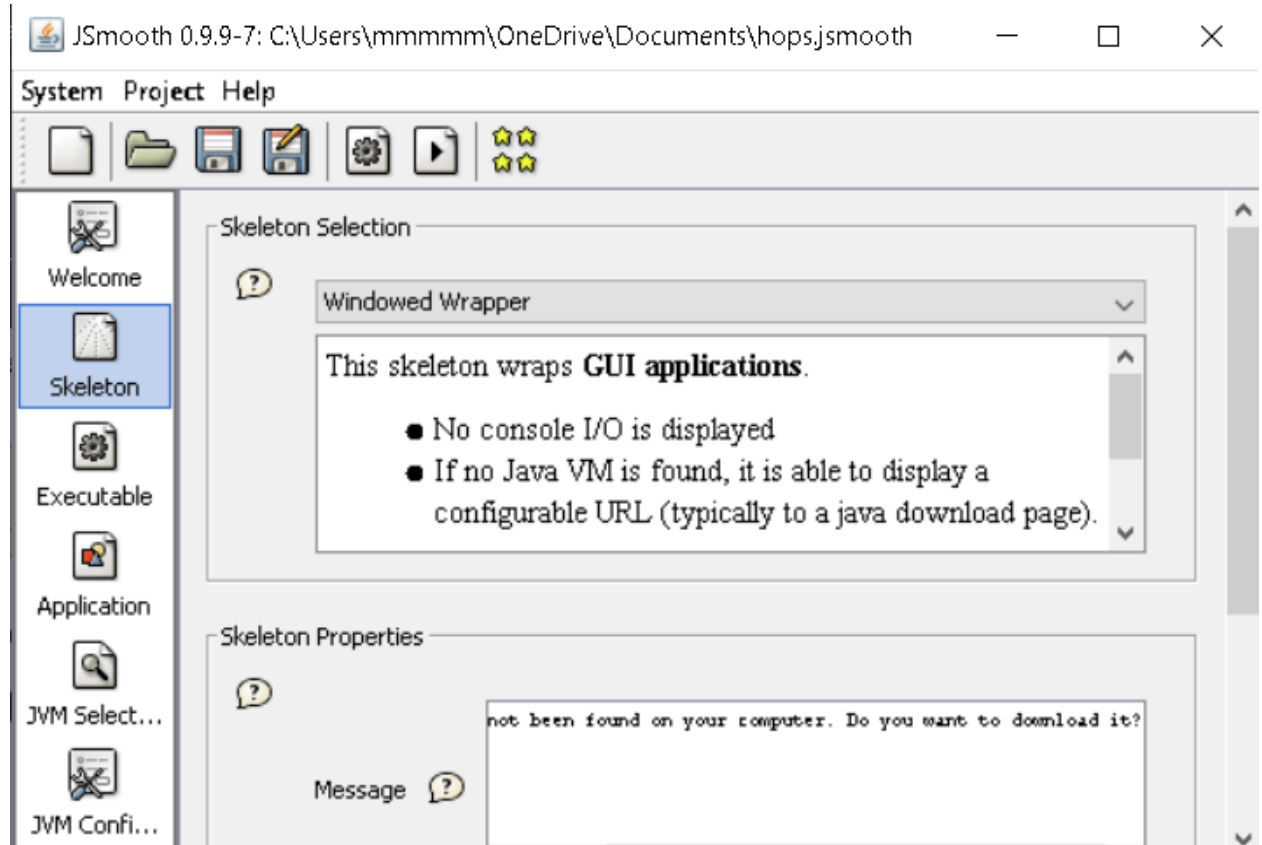 JSmooth 0.9.9-7: C:\Users\mmmmm\OneDrive\Documents\hops.jsmooth
System Project Help
Welcome
Skeleton
Executable
Application
JVM Select...
JVM Confi...
Skeleton Selection
Windowed Wrapper
This skeleton wraps GUI applications.
No console I/O is displayed
If no Java VM is found, it is able to display a
configurable URL (typically to a java download page).
Skeleton Properties
not been found on your computer. Do you want to download it?
Message